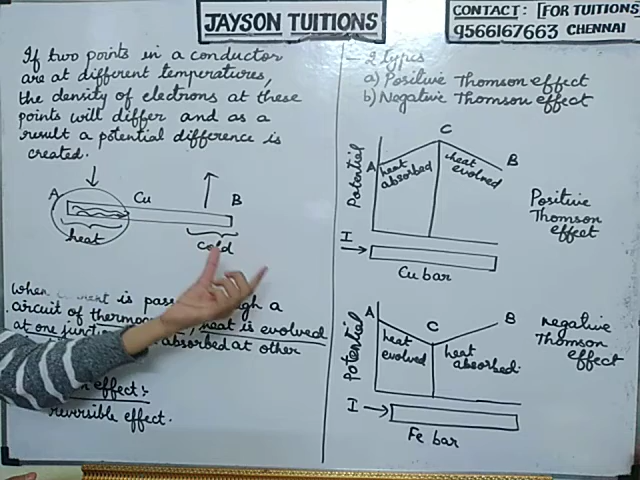 JAYSON TUITIONS
CONTACT: [FOR TUITIONS]
9566167663 CHENNAI
If two points in a conductor
are at different temperatures,
the density of electrons at these
points will differ and as a
result a potential difference is
created.
A Cu B
heat
cold
When is pas a
circuit of thermo heat is evolved
at one absorbed at other
effect:
reversible effect.
- 2 types
a) Positive Thomson effect
b) Negative Thomson effect
Potential
A
C
B
heat absorbed
heat evolved
I
Cu bar
Positive
Thomson
effect
Potential
A
C
B
heat evolved
heat absorbed.
I
Fe bar
negative
Thomson
effect